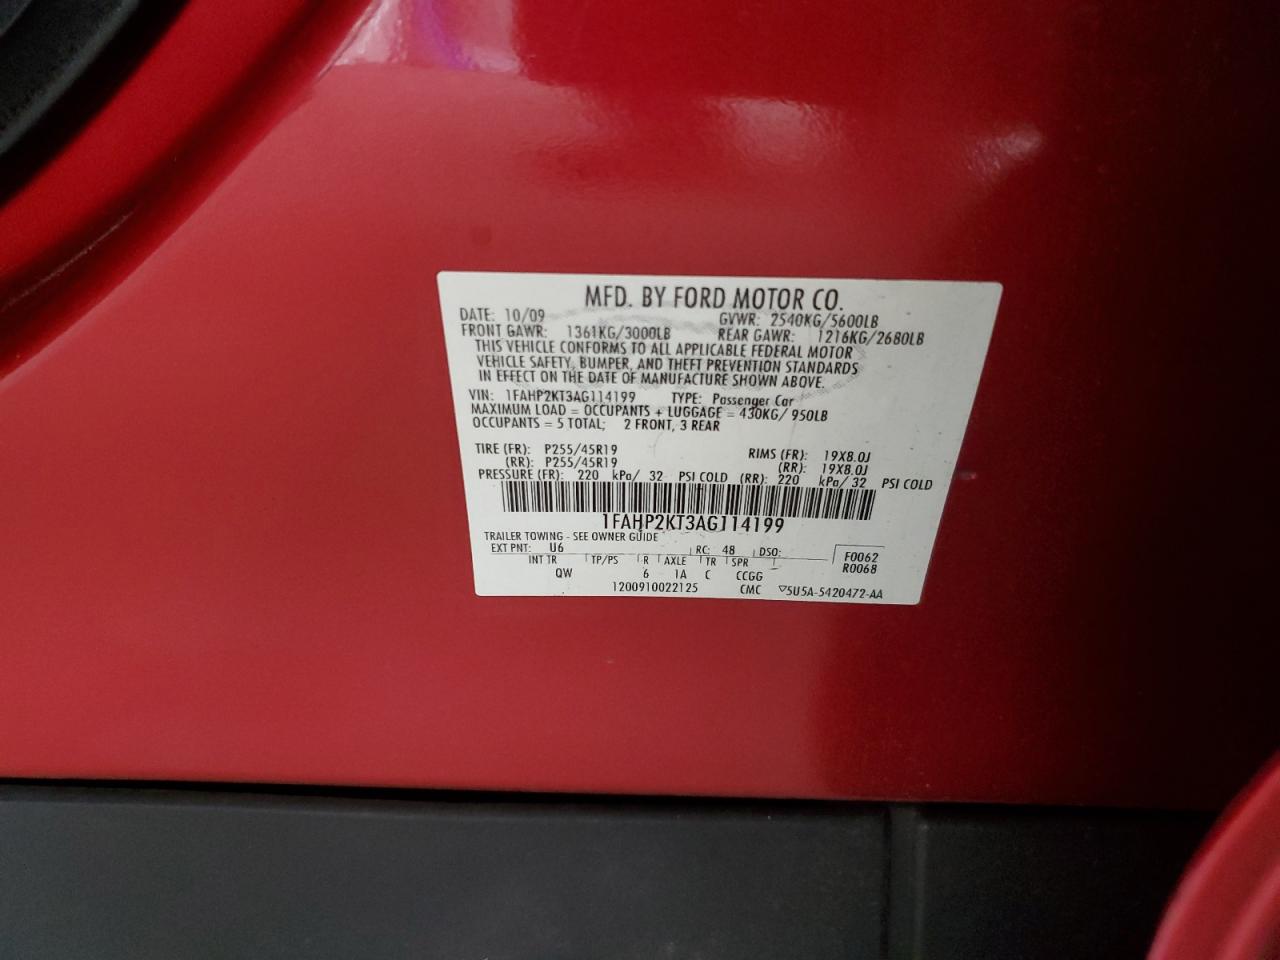 MFD. BY FORD MOTOR CO.
DATE: 10/09 GVWR: 2540KG/5600LB
FRONT GAWR: 1361KG/3000LB REAR GAWR: 1216KG/2680LB
THIS VEHICLE CONFORMS TO ALL APPLICABLE FEDERAL MOTOR
VEHICLE SAFETY, BUMPER, AND THEFT PREVENTION STANDARDS
IN EFFECT ON THE DATE OF MANUFACTURE SHOWN ABOVE.
VIN: 1FAHP2KT3AG114199 TYPE: Passenger Car
MAXIMUM LOAD = OCCUPANTS + LUGGAGE = 430KG/ 950LB
OCCUPANTS = 5 TOTAL; 2 FRONT, 3 REAR
TIRE (FR): P255/45R19 RIMS (FR): 19X8.0J
(RR): P255/45R19 (RR): 19X8.0J
PRESSURE (FR): 220 kPa/ 32 PSI COLD (RR): 220 kPa/ 32 PSI COLD
1FAHP2KT3AG114199
TRAILER TOWING - SEE OWNER GUIDE
EXT PNT: U6 RC: 48 DSO: F0062
INT TR TP/PS R AXLE TR SPR R0068
QW 6 1A C CCGG
1200910022125 CMC ▽5U5A-5420472-AA